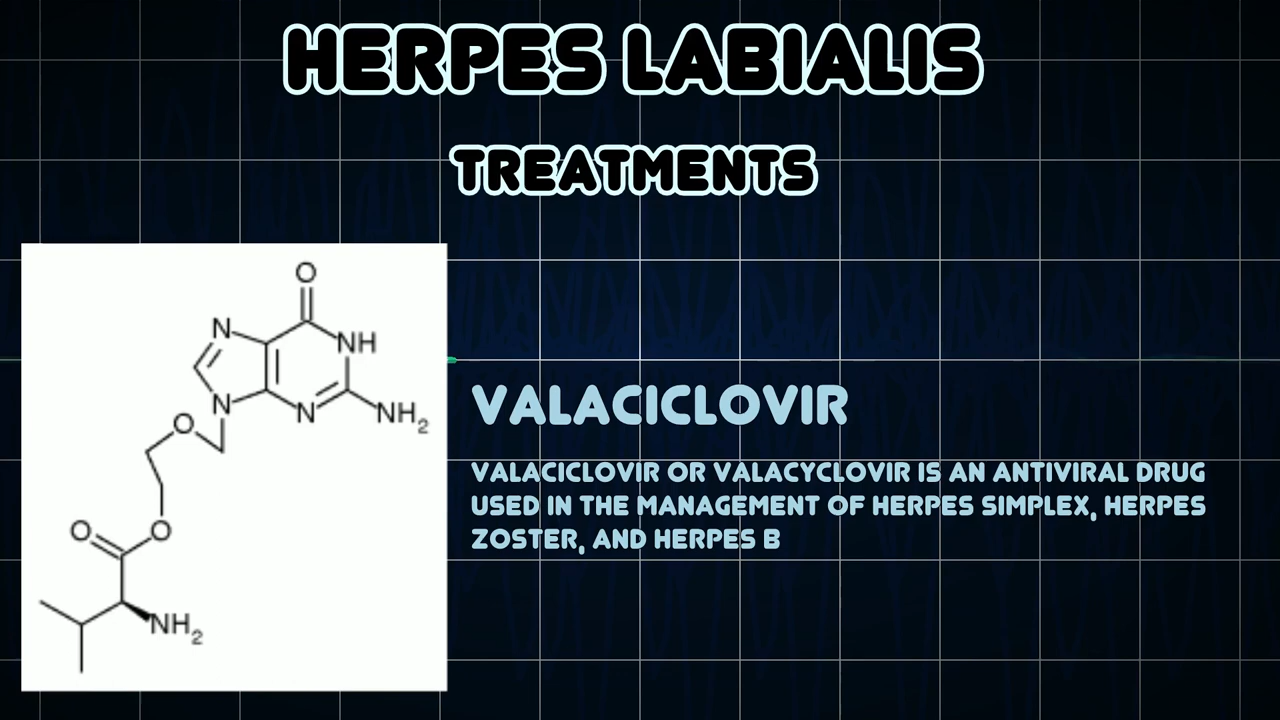 HERPES LABIALIS
TREATMENTS
O
N
NH
N
N
NH2
O
O
O
NH2
VALACICLOVIR
VALACICLOVIR OR VALACYCLOVIR IS AN ANTIVIRAL DRUG
USED IN THE MANAGEMENT OF HERPES SIMPLEX, HERPES
ZOSTER, AND HERPES B